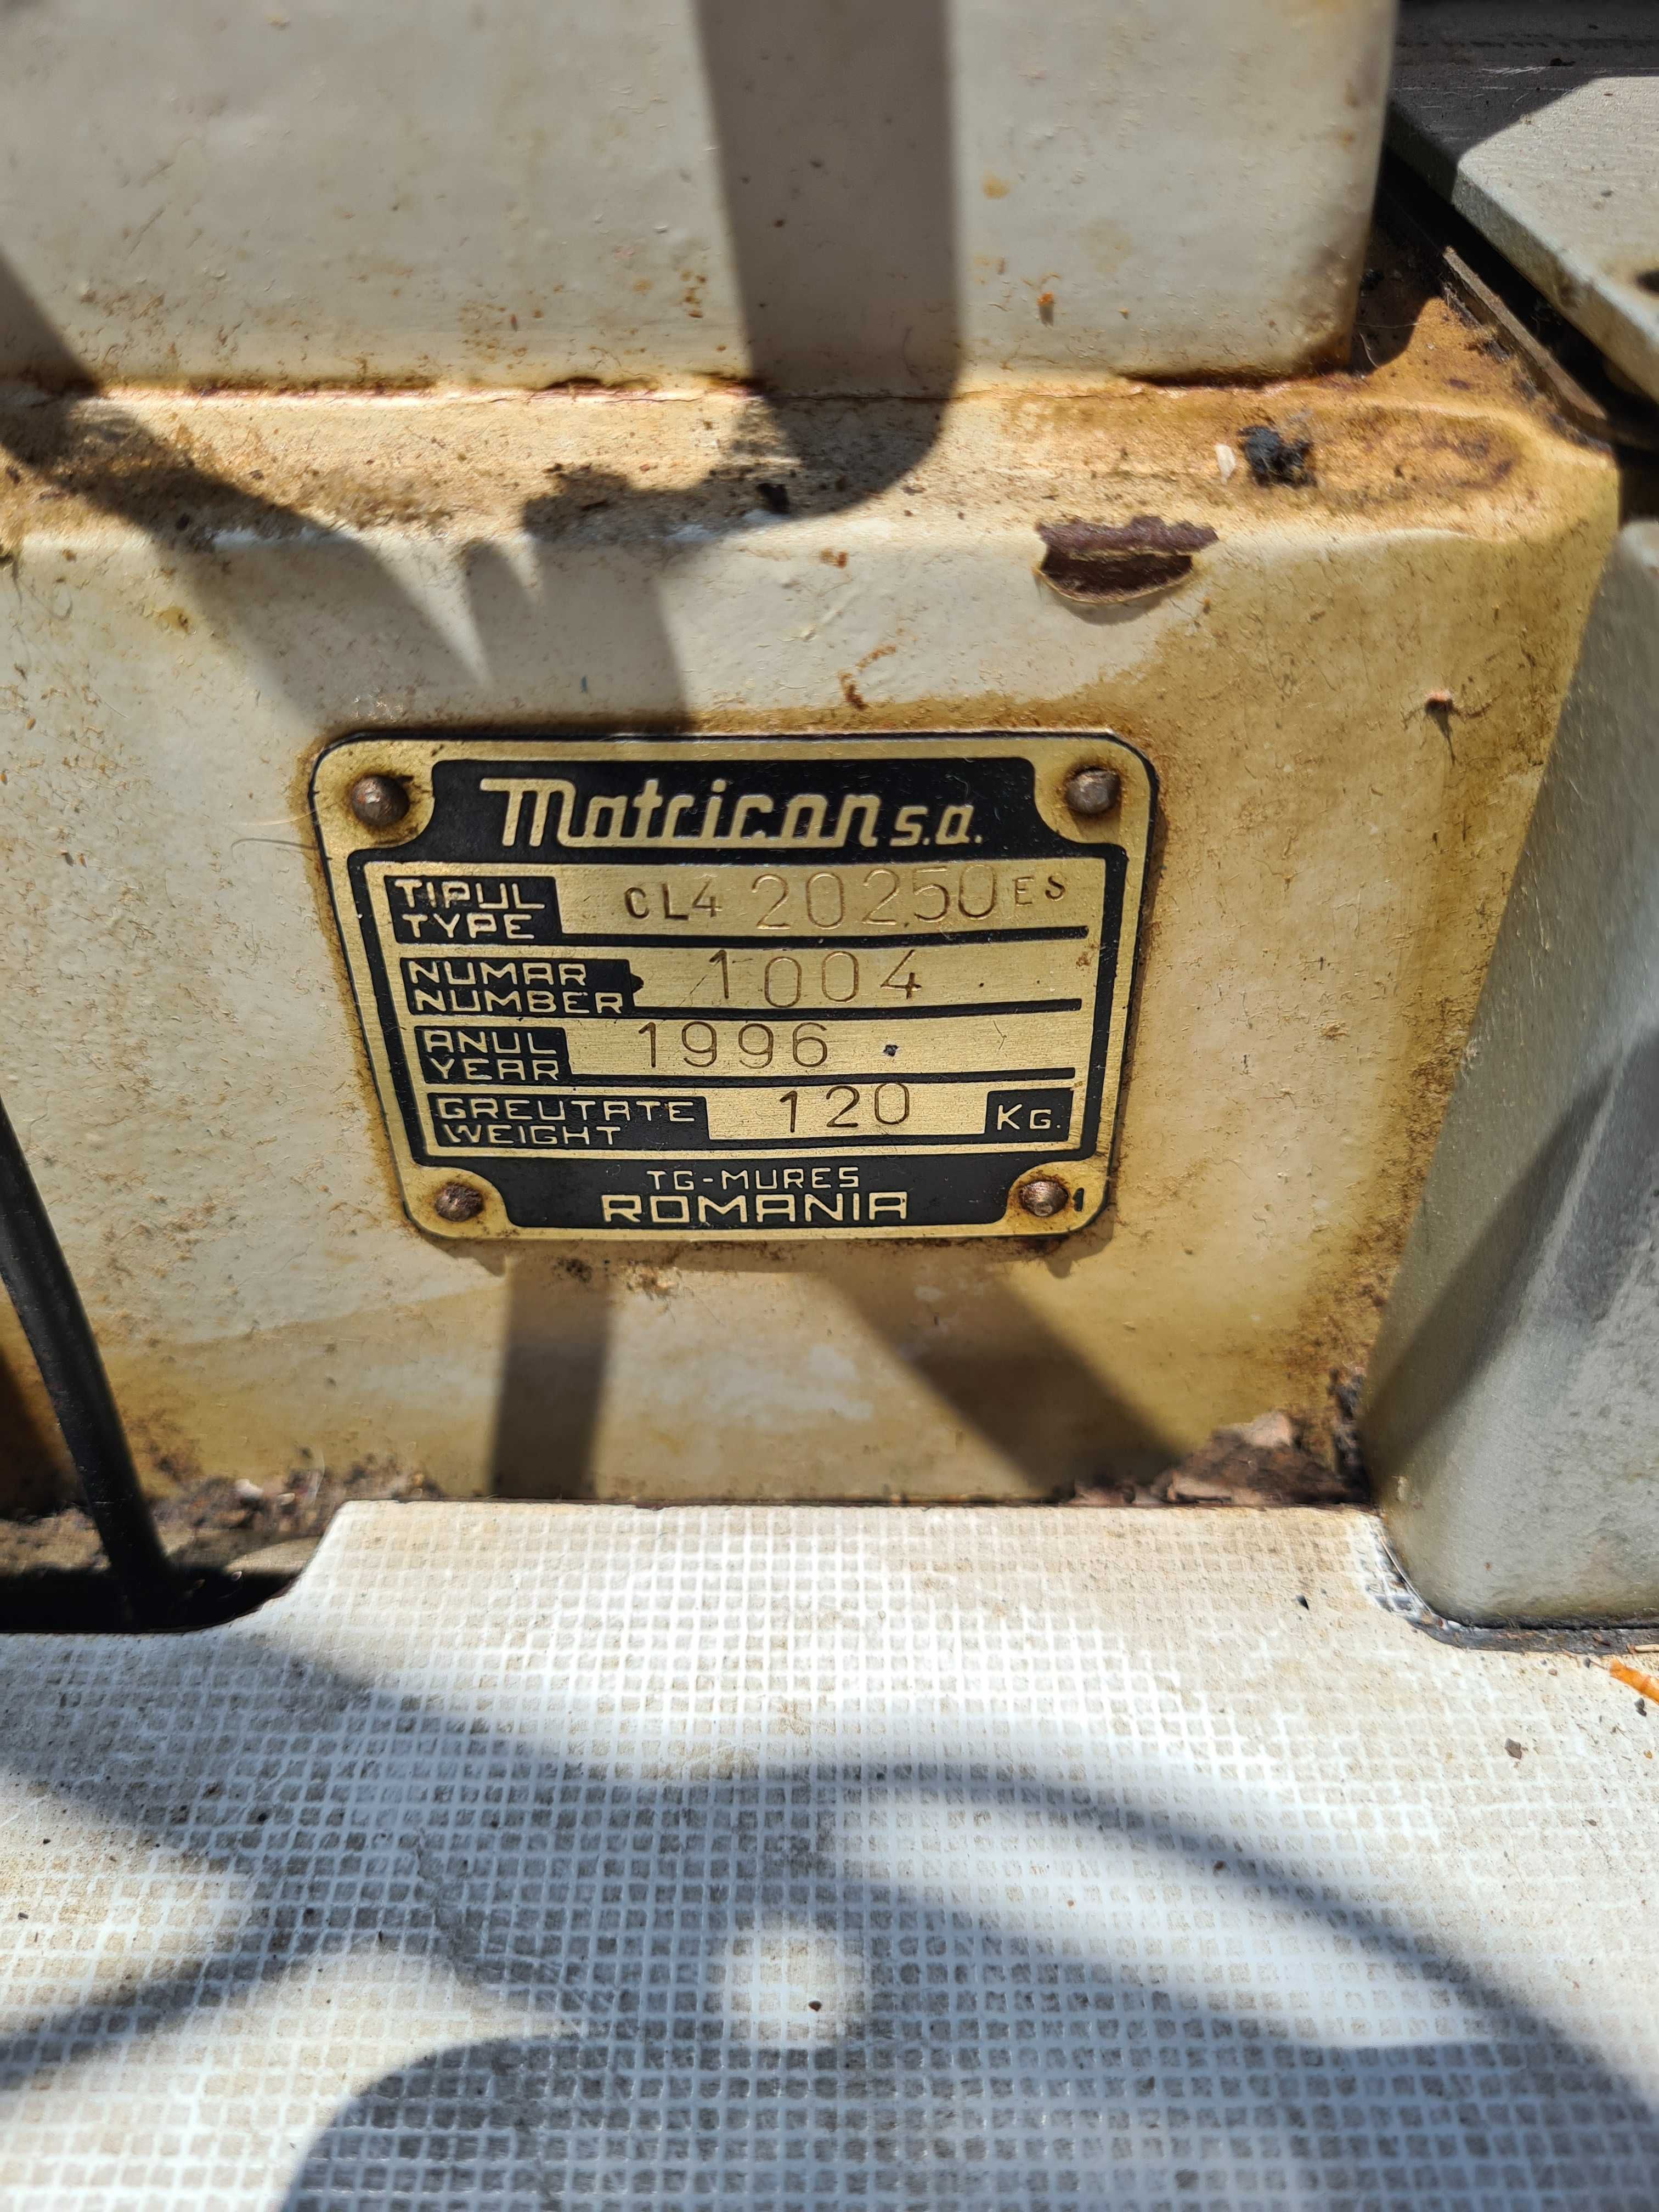 Matricon s.a.
TIPUL
TYPE
CL4 20250 ES
NUMAR
NUMBER
1004
ANUL
YEAR
1996
GREUTATE
WEIGHT
120
KG.
TG-MURES
ROMANIA